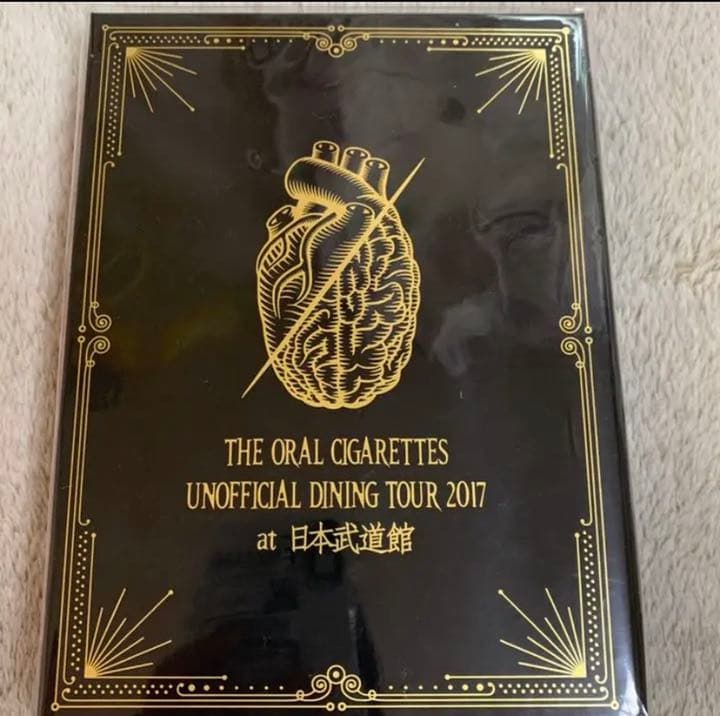 THE ORAL CIGARETTES
UNOFFICIAL DINING TOUR 2017
at 日本武道館